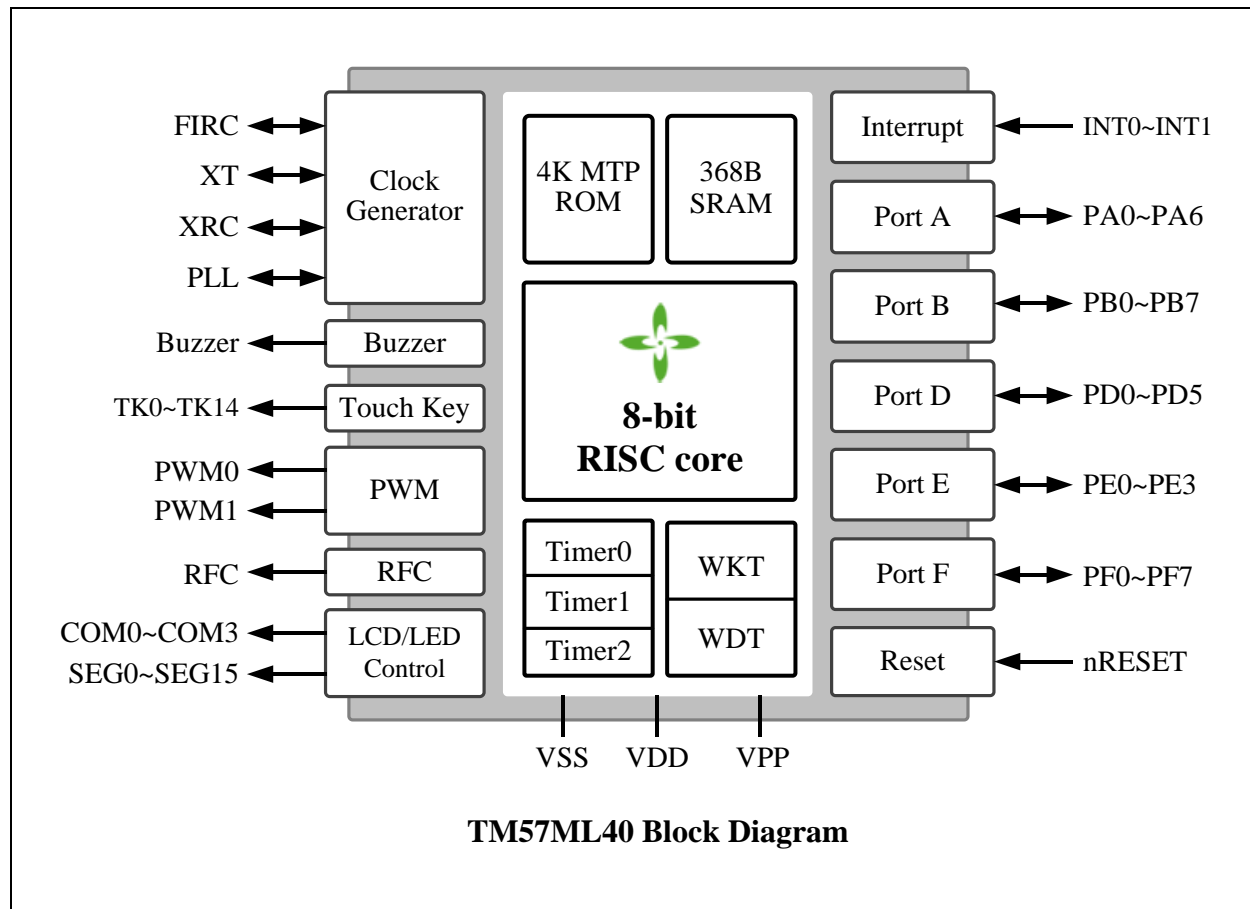 FIRC
XT
XRC
PLL
Clock
Generator
Buzzer
Buzzer
TK0~TK14
Touch Key
PWM0
PWM1
PWM
RFC
RFC
COM0~COM3
SEG0~SEG15
LCD/LED
Control
4K MTP
ROM
368B
SRAM
8-bit
RISC core
Timer0
Timer1
Timer2
WKT
WDT
Interrupt
INT0~INT1
Port A
PA0~PA6
Port B
PB0~PB7
Port D
PD0~PD5
Port E
PE0~PE3
Port F
PF0~PF7
Reset
nRESET
VSS
VDD
VPP
TM57ML40 Block Diagram